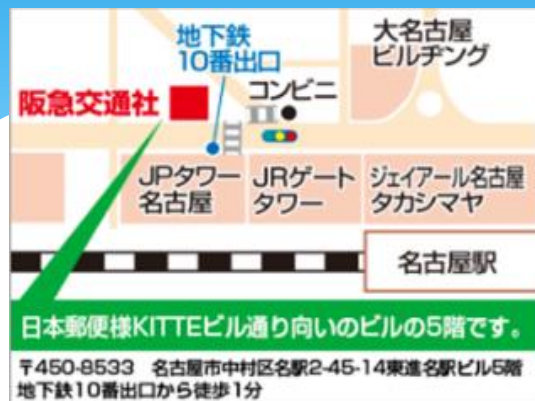 地下鉄
10番出口
大名古屋
ビルヂング
コンビニ
阪急交通社
JPタワー
名古屋
JRゲート
タワー
ジェイアール名古屋
タカシマヤ
名古屋駅
日本郵便様KITTEビル通り向いのビルの5階です。
〒450-8533 名古屋市中村区名駅2-45-14東進名駅ビル5階
地下鉄10番出口から徒歩1分